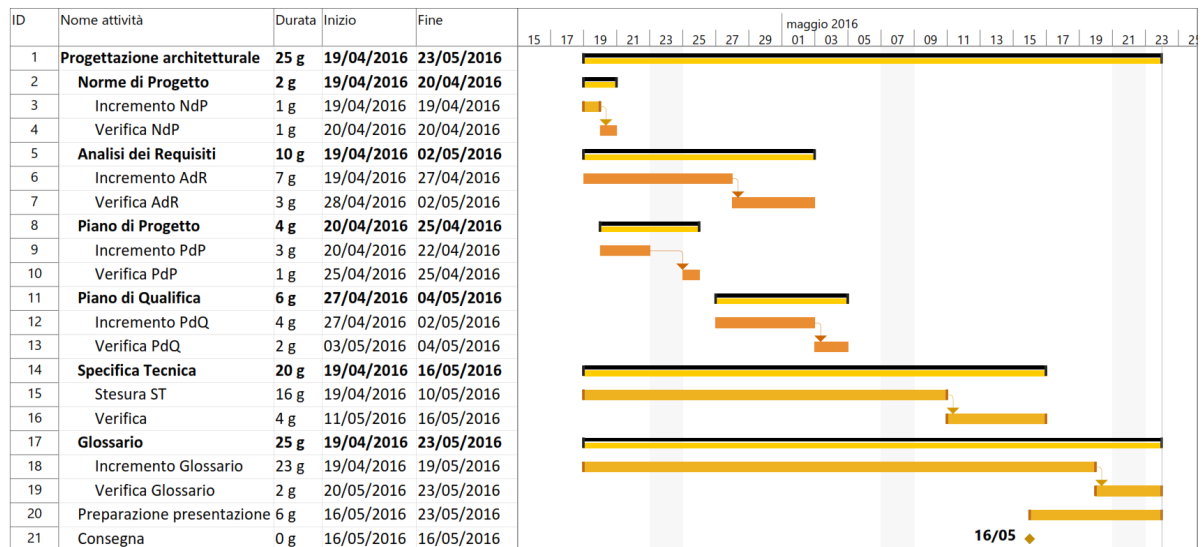 ID Nome attività Durata Inizio Fine maggio 2016
15 17 19 21 23 25 27 29 01 03 05 07 09 11 13 15 17 19 21 23 25
1 Progettazione architetturale 25 g 19/04/2016 23/05/2016
2 Norme di Progetto 2 g 19/04/2016 20/04/2016
3 Incremento NdP 1 g 19/04/2016 19/04/2016
4 Verifica NdP 1 g 20/04/2016 20/04/2016
5 Analisi dei Requisiti 10 g 19/04/2016 02/05/2016
6 Incremento AdR 7 g 19/04/2016 27/04/2016
7 Verifica AdR 3 g 28/04/2016 02/05/2016
8 Piano di Progetto 4 g 20/04/2016 25/04/2016
9 Incremento PdP 3 g 20/04/2016 22/04/2016
10 Verifica PdP 1 g 25/04/2016 25/04/2016
11 Piano di Qualifica 6 g 27/04/2016 04/05/2016
12 Incremento PdQ 4 g 27/04/2016 02/05/2016
13 Verifica PdQ 2 g 03/05/2016 04/05/2016
14 Specifica Tecnica 20 g 19/04/2016 16/05/2016
15 Stesura ST 16 g 19/04/2016 10/05/2016
16 Verifica 4 g 11/05/2016 16/05/2016
17 Glossario 25 g 19/04/2016 23/05/2016
18 Incremento Glossario 23 g 19/04/2016 19/05/2016
19 Verifica Glossario 2 g 20/05/2016 23/05/2016
20 Preparazione presentazione 6 g 16/05/2016 23/05/2016
21 Consegna 0 g 16/05/2016 16/05/2016 16/05